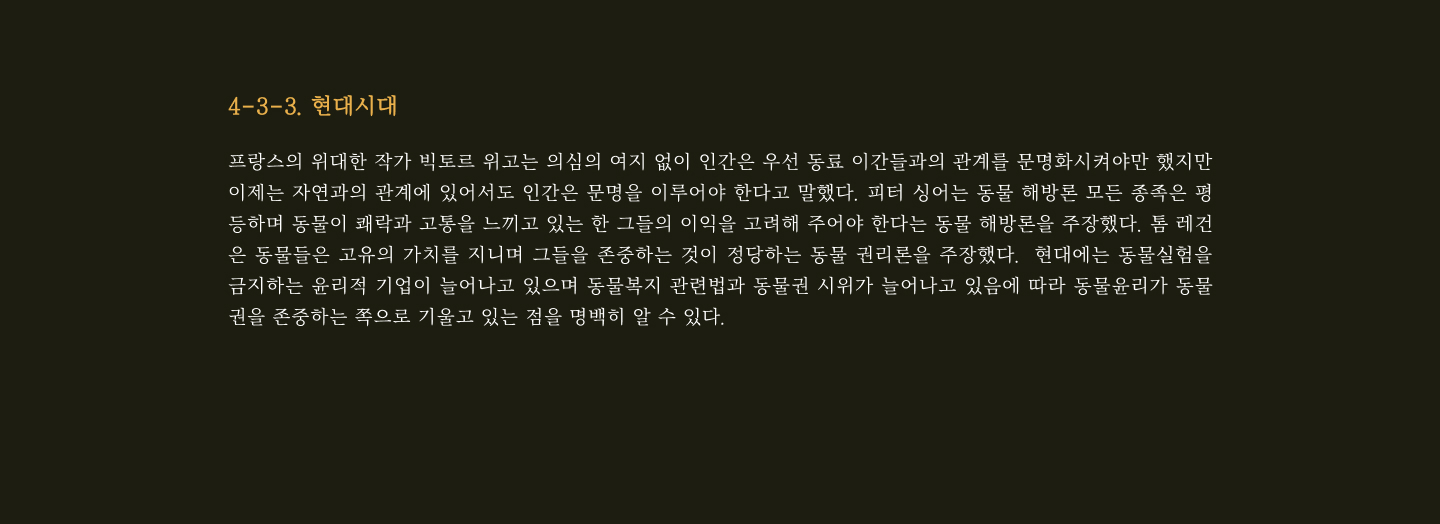 4-3-3. 현대시대
프랑스의 위대한 작가 빅토르 위고는 의심의 여지 없이 인간은 우선 동료 이간들과의 관계를 문명화시켜야만 했지만
이제는 자연과의 관계에 있어서도 인간은 문명을 이루어야 한다고 말했다. 피터 싱어는 동물 해방론 모든 종족은 평
등하며 동물이 쾌락과 고통을 느끼고 있는 한 그들의 이익을 고려해 주어야 한다는 동물 해방론을 주장했다. 톰 레건
은 동물들은 고유의 가치를 지니며 그들을 존중하는 것이 정당하는 동물 권리론을 주장했다.  현대에는 동물실험을
금지하는 윤리적 기업이 늘어나고 있으며 동물복지 관련법과 동물권 시위가 늘어나고 있음에 따라 동물윤리가 동물
권을 존중하는 쪽으로 기울고 있는 점을 명백히 알 수 있다.